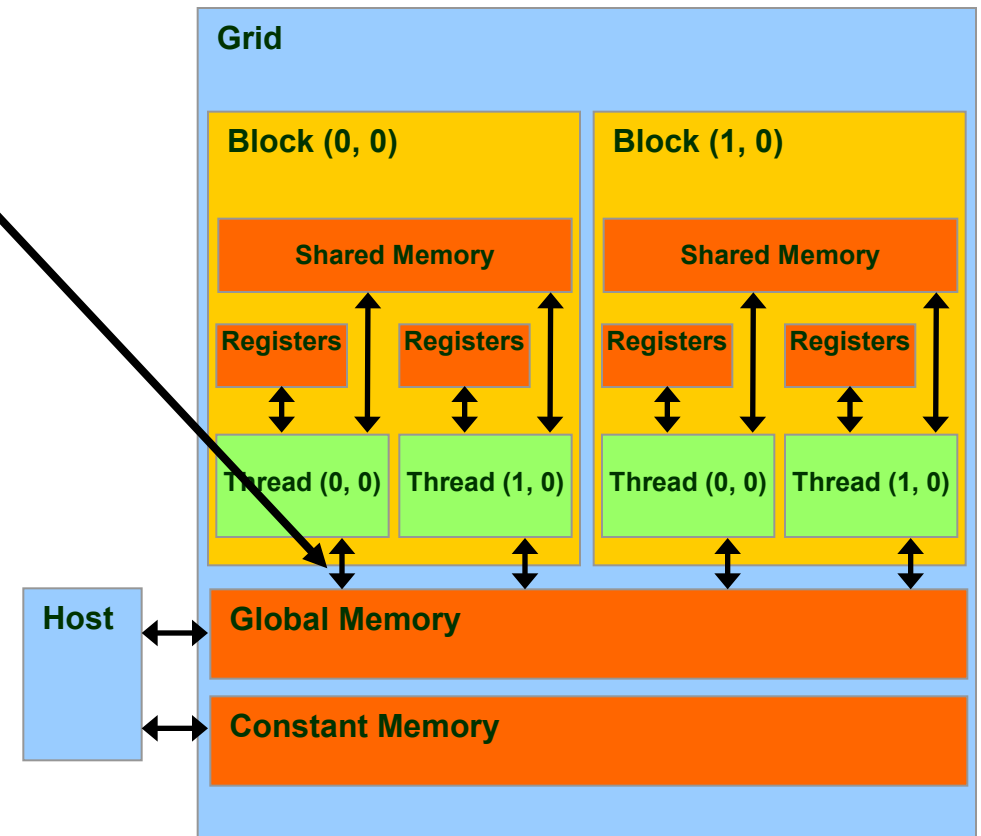 Grid
Block (0, 0)
Block (1, 0)
Shared Memory
Shared Memory
Registers
Registers
Registers
Registers
Thread (0, 0)
Thread (1, 0)
Thread (0, 0)
Thread (1, 0)
Host
Global Memory
Constant Memory